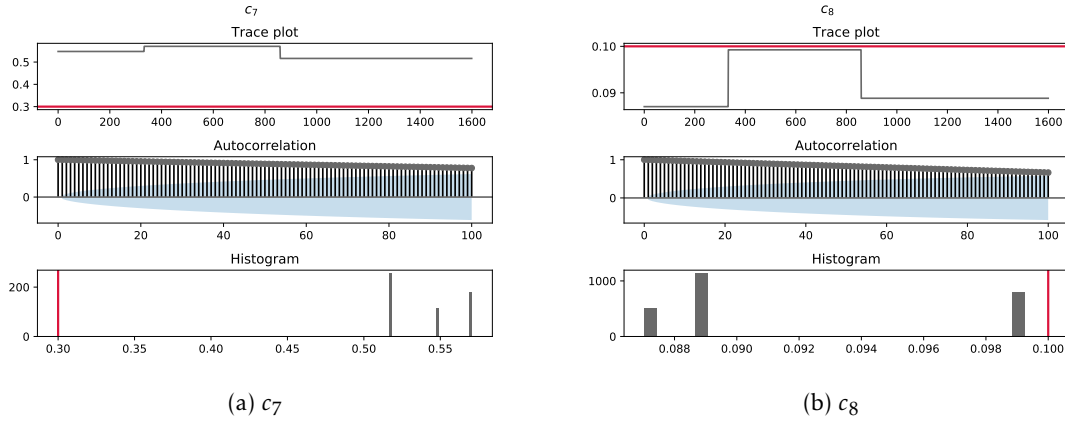 c7
Trace plot
0.5
0.4
0.3
0 200 400 600 800 1000 1200 1400 1600
Autocorrelation
1
0
0 20 40 60 80 100
Histogram
200
0
0.30 0.35 0.40 0.45 0.50 0.55
(a) c7
c8
Trace plot
0.10
0.09
0 200 400 600 800 1000 1200 1400 1600
Autocorrelation
1
0
0 20 40 60 80 100
Histogram
1000
0
0.088 0.090 0.092 0.094 0.096 0.098 0.100
(b) c8